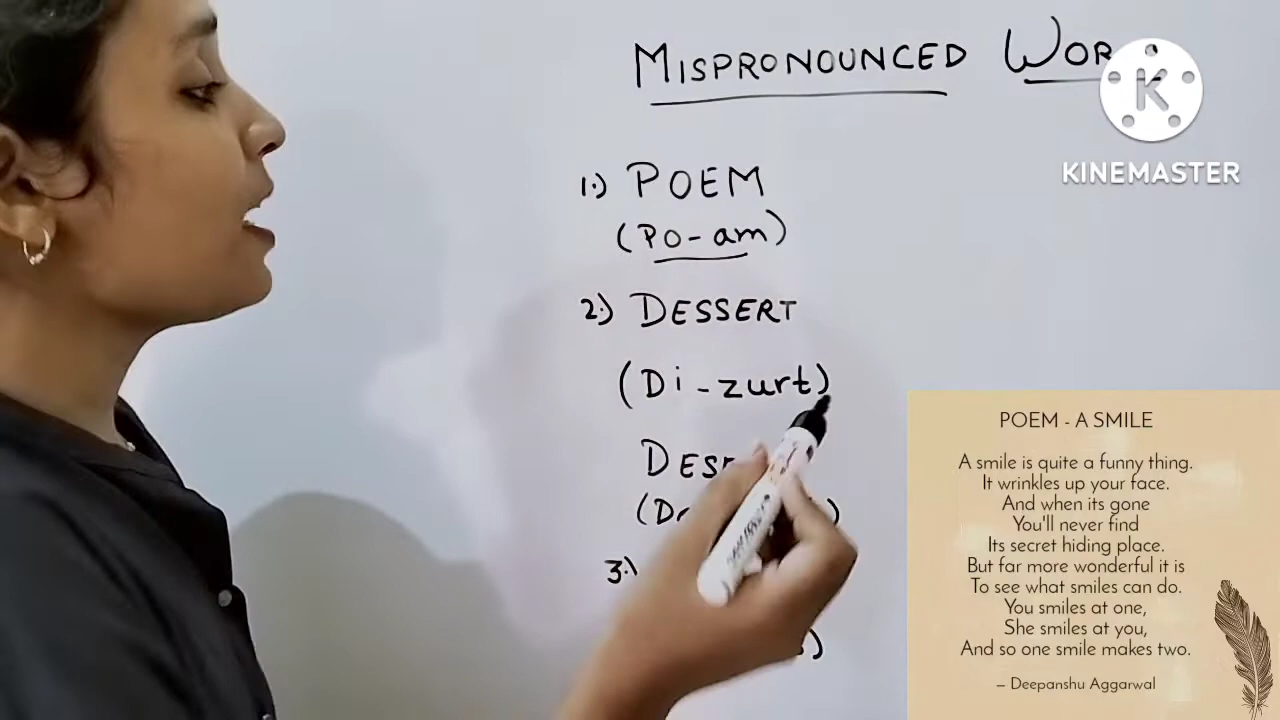 MISPRONOUNCED
1.) POEM
(PO-am)
2.) DESSERT
(Di-zurt)
3.)
KINEMASTER
POEM - A SMILE
A smile is quite a funny thing.
It wrinkles up your face.
And when its gone
You'll never find
Its secret hiding place.
But far more wonderful it is
To see what smiles can do.
You smiles at one,
She smiles at you,
And so one smile makes two.
– Deepanshu Aggarwal